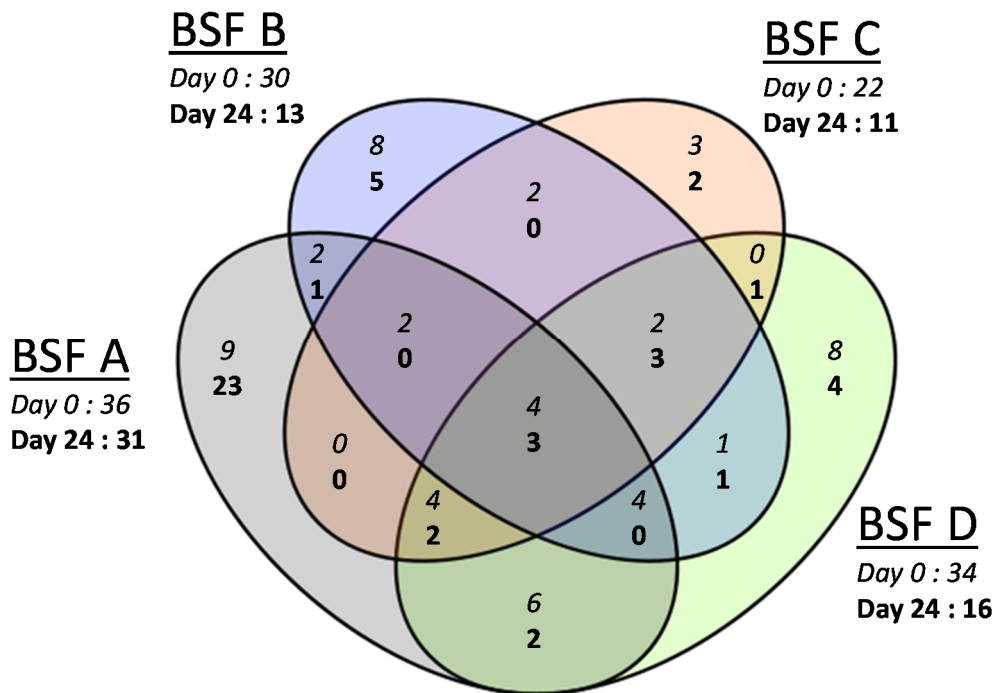 BSF B
Day 0 : 30
Day 24 : 13
BSF C
Day 0 : 22
Day 24 : 11
8
5
3
2
2
0
2
1
0
1
2
0
2
3
BSF A
Day 0 : 36
Day 24 : 31
9
23
8
4
4
3
0
0
1
1
4
2
4
0
BSF D
Day 0 : 34
Day 24 : 16
6
2